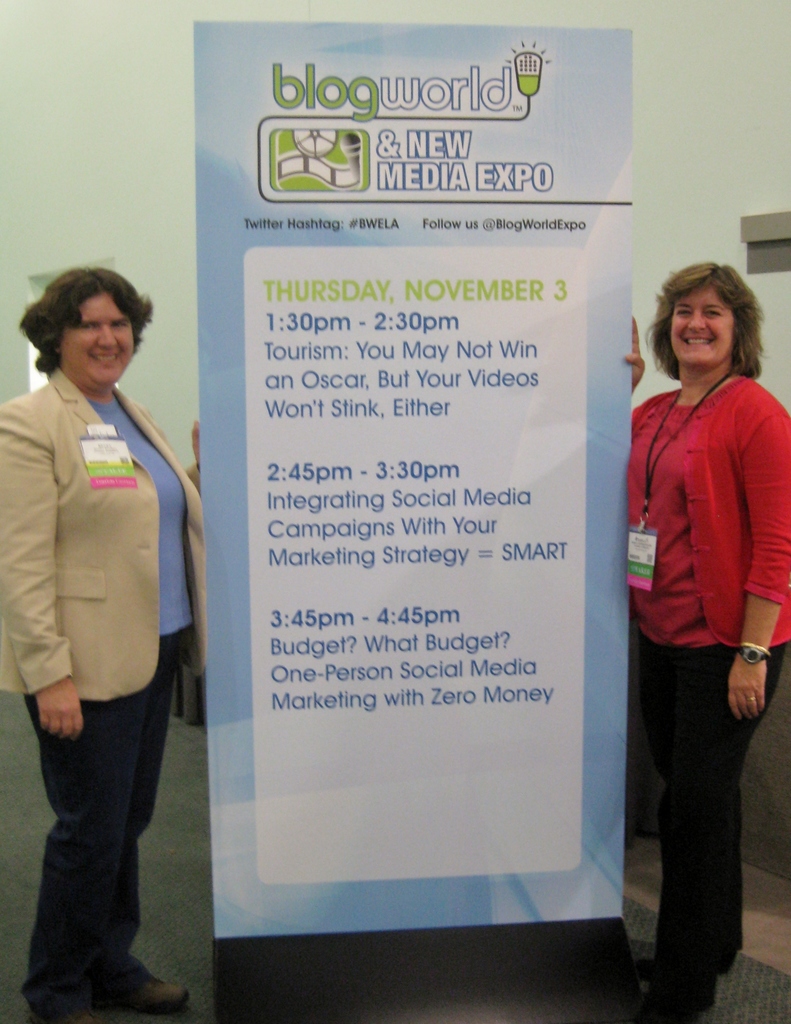 blogworld™
& NEW
MEDIA EXPO
Twitter Hashtag: #BWELA Follow us @BlogWorldExpo
THURSDAY, NOVEMBER 3
1:30pm - 2:30pm
Tourism: You May Not Win
an Oscar, But Your Videos
Won't Stink, Either
2:45pm - 3:30pm
Integrating Social Media
Campaigns With Your
Marketing Strategy = SMART
3:45pm - 4:45pm
Budget? What Budget?
One-Person Social Media
Marketing with Zero Money